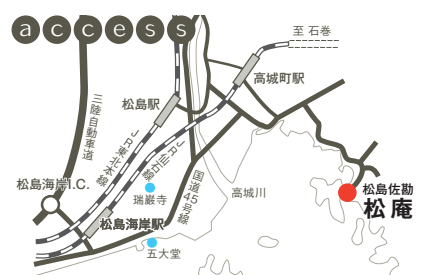 access
至 石巻
高城町駅
松島駅
三陸自動車道
JR東北本線
JR仙石線
国道45号線
松島海岸I.C.
瑞巌寺
高城川
松島佐勘
松庵
松島海岸駅
五大堂